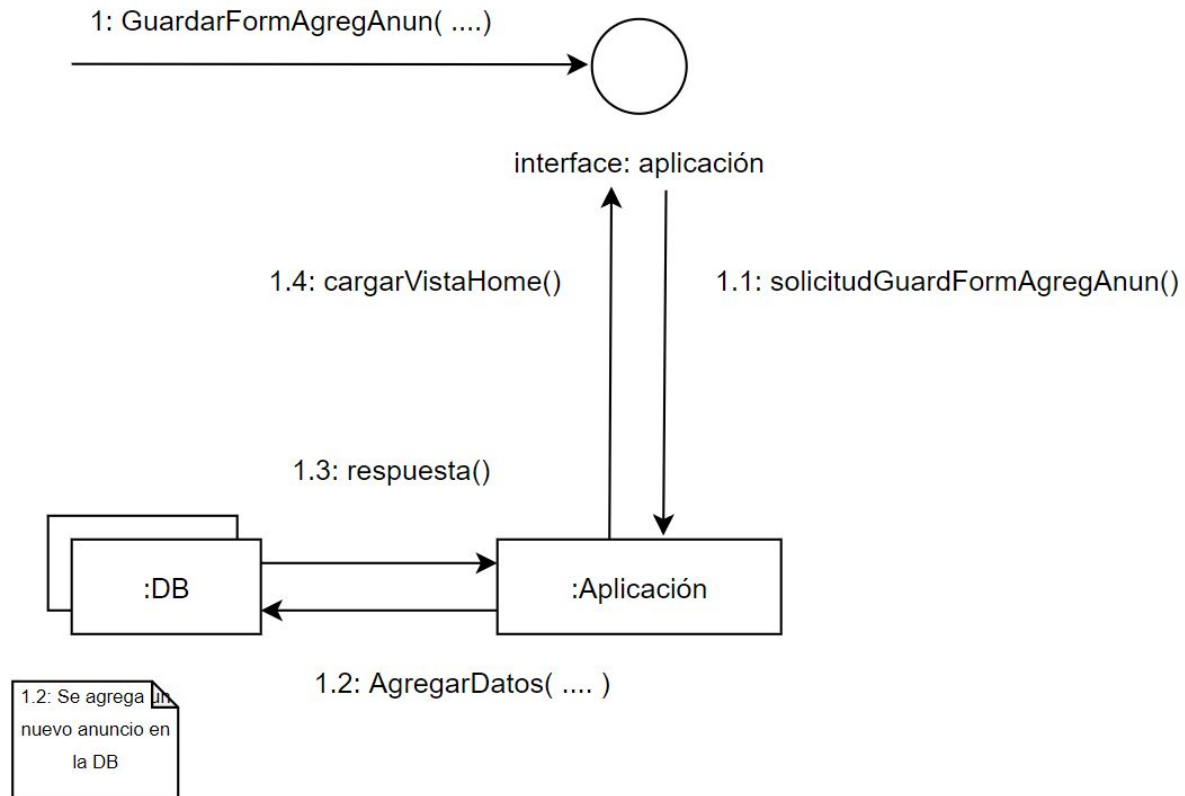 1: GuardarFormAgregAnun( ....)
interface: aplicación
1.4: cargarVistaHome()
1.1: solicitudGuardFormAgregAnun()
1.3: respuesta()
:DB
:Aplicación
1.2: AgregarDatos( .... )
1.2: Se agrega un
nuevo anuncio en
la DB